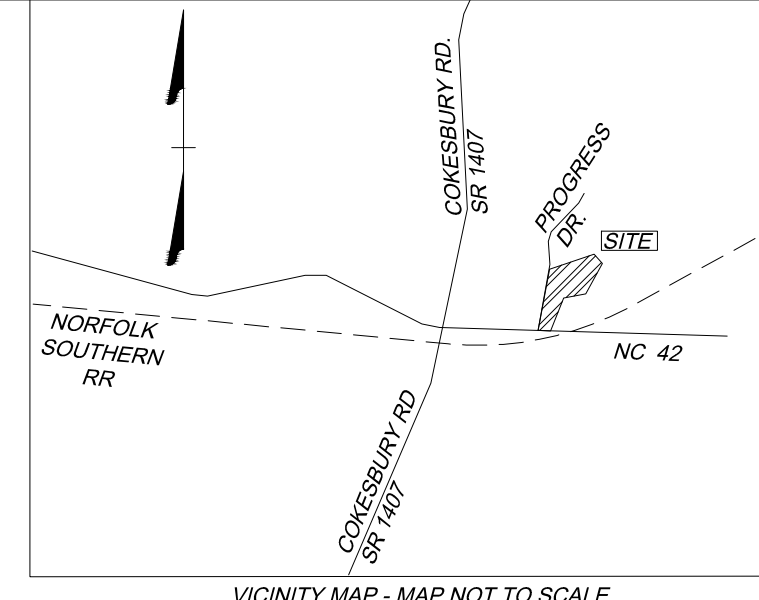 COKESBURY RD.
SR 1407
PROGRESS
DR.
SITE
NORFOLK
SOUTHERN
RR
NC 42
COKESBURY RD
SR 1407
VICINITY MAP - MAP NOT TO SCALE